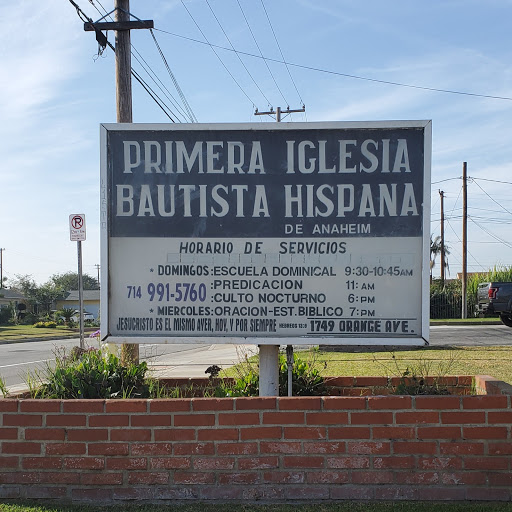 PRIMERA IGLESIA
BAUTISTA HISPANA
DE ANAHEIM
HORARIO DE SERVICIOS
* DOMINGOS: ESCUELA DOMINICAL 9:30-10:45 AM
:PREDICACION 11: AM
714 991-5760 :CULTO NOCTURNO 6: PM
* MIERCOLES: ORACION-EST. BIBLICO 7: PM
JESUCRISTO ES EL MISMO AYER, HOY, Y POR SIEMPRE HEBREOS 13:8 1749 ORANGE AVE.